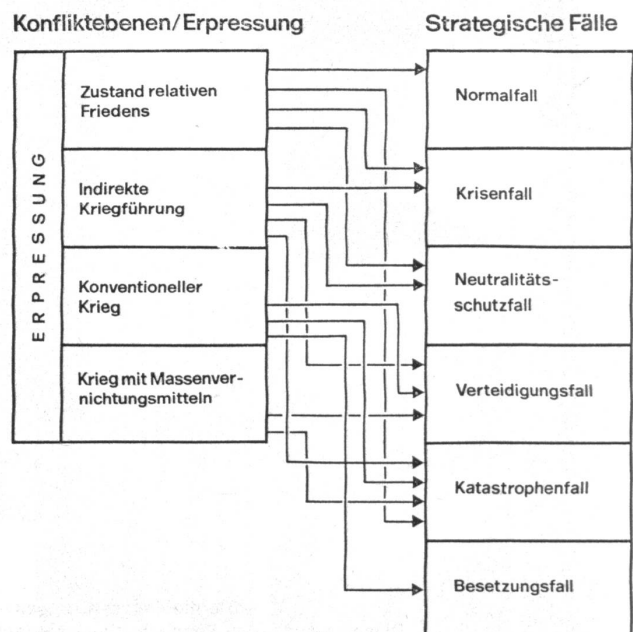 Konfliktebenen/Erpressung
Strategische Fälle
ERPRESSUNG
Zustand relativen
Friedens
Indirekte
Kriegführung
Konventioneller
Krieg
Krieg mit Massenver-
nichtungsmitteln
Normalfall
Krisenfall
Neutralitäts-
schutzfall
Verteidigungsfall
Katastrophenfall
Besetzungsfall